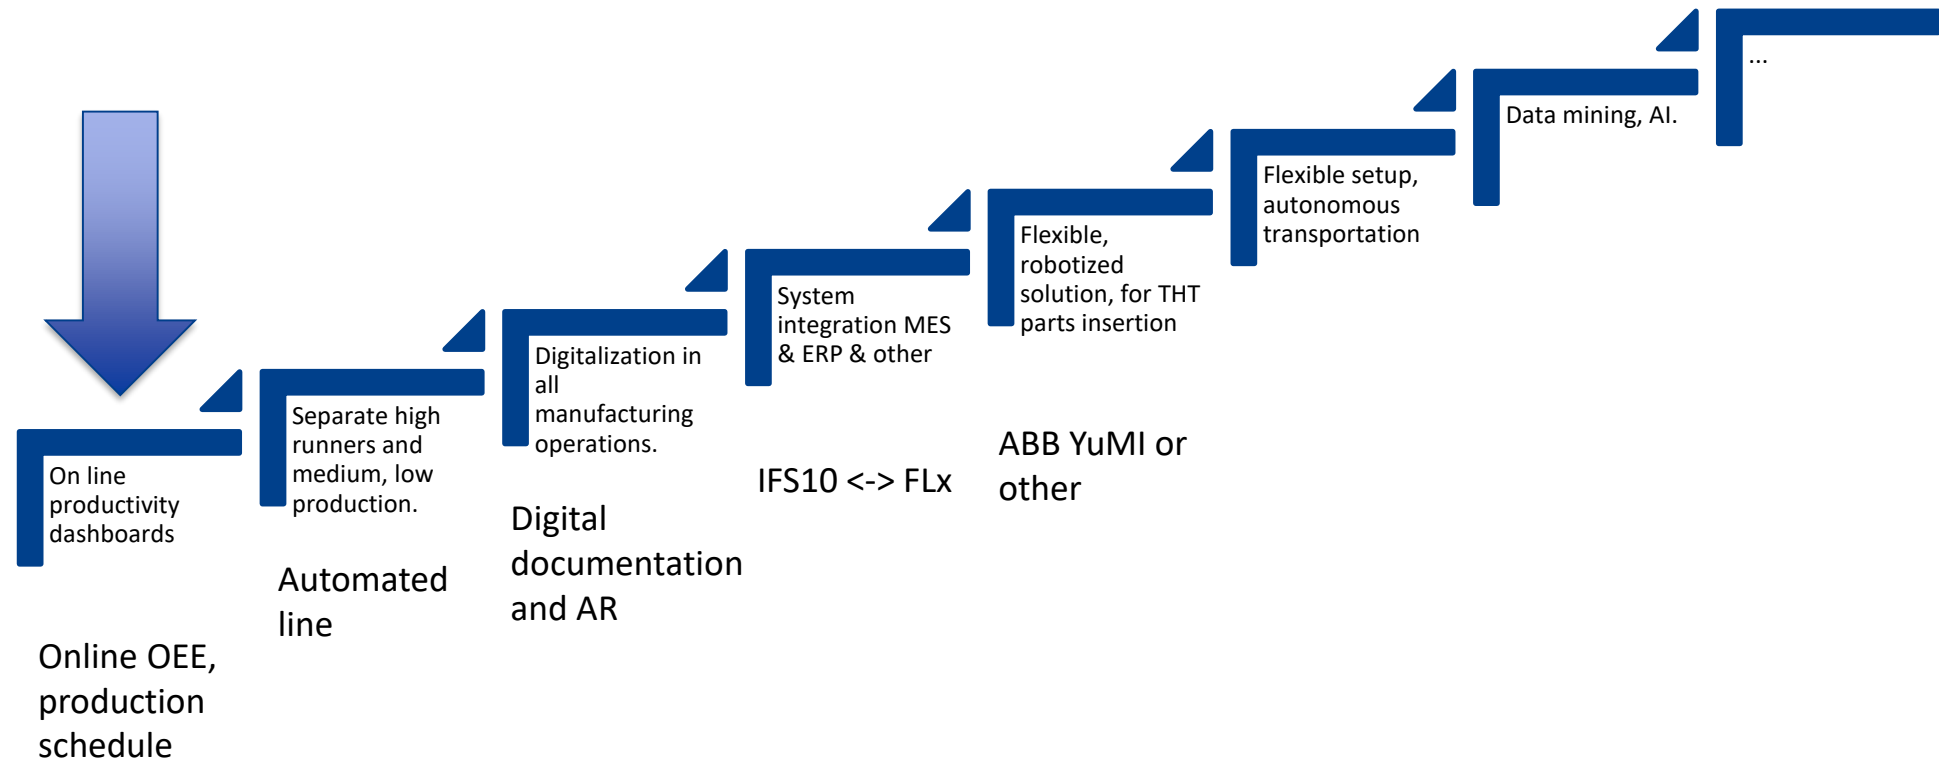 On line
productivity
dashboards
Online OEE,
production
schedule
Separate high
runners and
medium, low
production.
Automated
line
Digitalization in
all
manufacturing
operations.
Digital
documentation
and AR
System
integration MES
& ERP & other
IFS10 <-> FLx
Flexible,
robotized
solution, for THT
parts insertion
ABB YuMI or
other
Flexible setup,
autonomous
transportation
Data mining, AI.
...